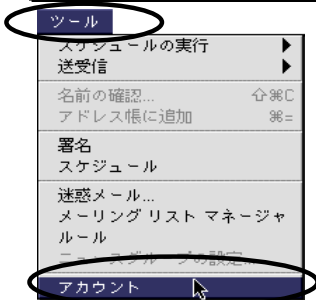 ツール
スケジュールの実行
送受信
名前の確認... ⇧⌘C
アドレス帳に追加 ⌘=
署名
スケジュール
迷惑メール...
メーリング リスト マネージャ
ルール
ニュースグループの設定...
アカウント